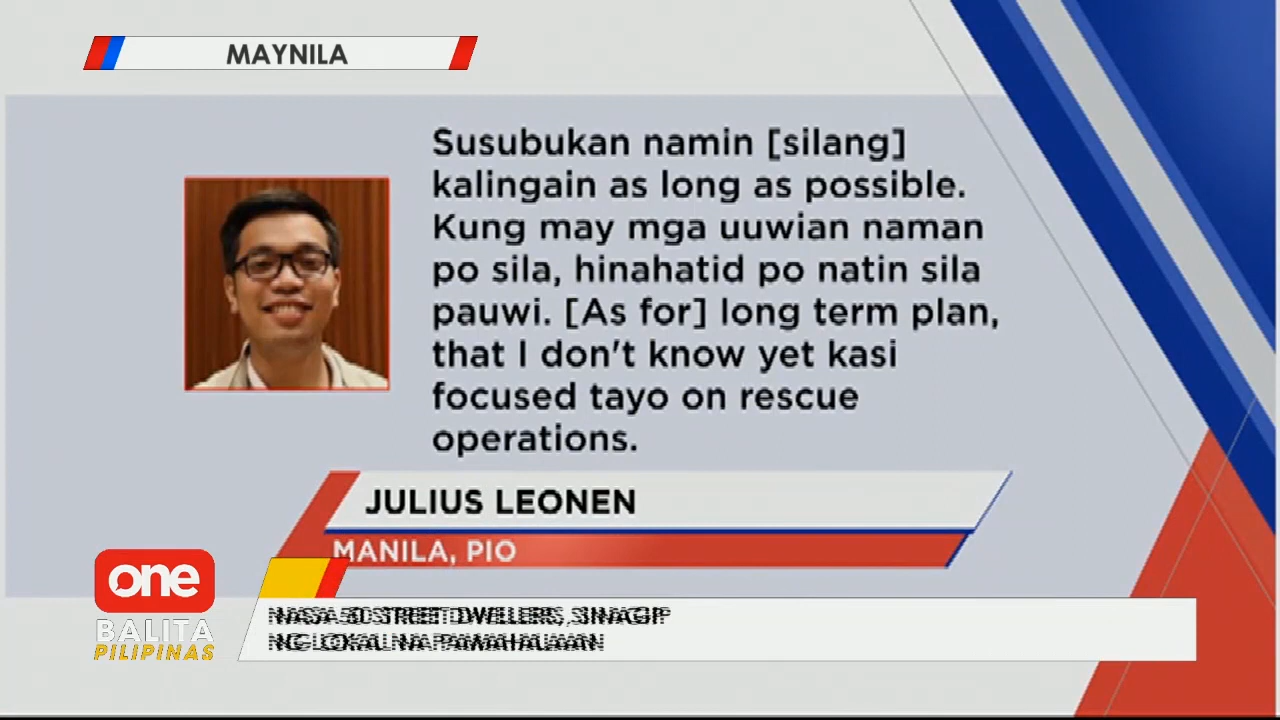 MAYNILA
Susubukan namin [silang]
kalingain as long as possible.
Kung may mga uuwian naman
po sila, hinahatid po natin sila
pauwi. [As for] long term plan,
that I don't know yet kasi
focused tayo on rescue
operations.
JULIUS LEONEN
MANILA, PIO
one
BALITA
PILIPINAS
NASA 50 STREET DWELLERS, SINAGIP
NG LOKAL NA PAMAHALAAN